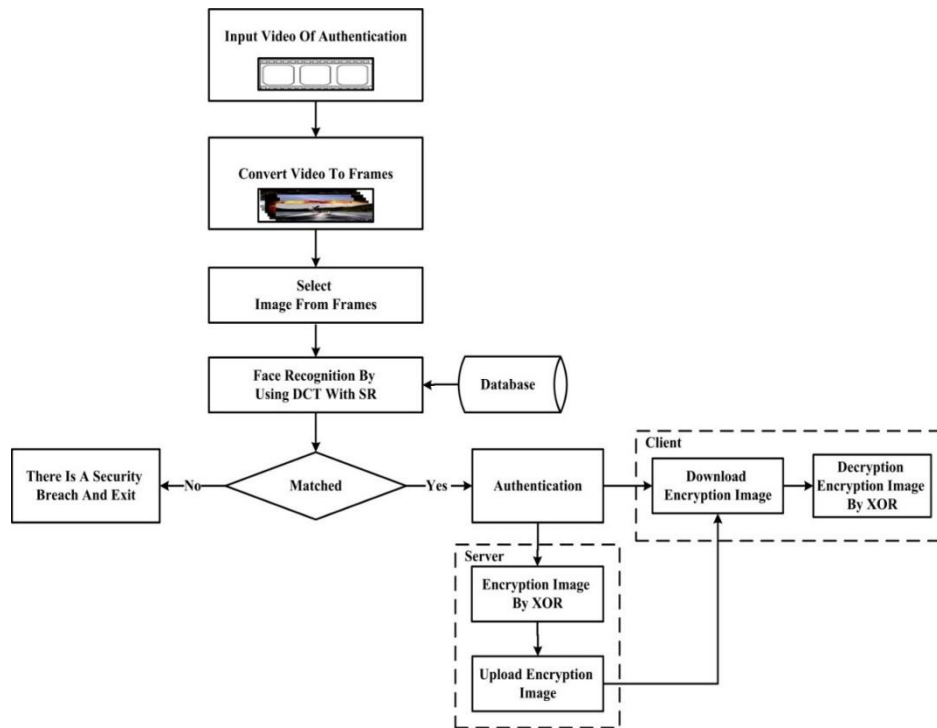 Input Video Of Authentication
Convert Video To Frames
Select
Image From Frames
Face Recognition By
Using DCT With SR
Database
Matched
No
There Is A Security
Breach And Exit
Yes
Authentication
Client
Download
Encryption Image
Decryption
Encryption Image
By XOR
Server
Encryption Image
By XOR
Upload Encryption
Image